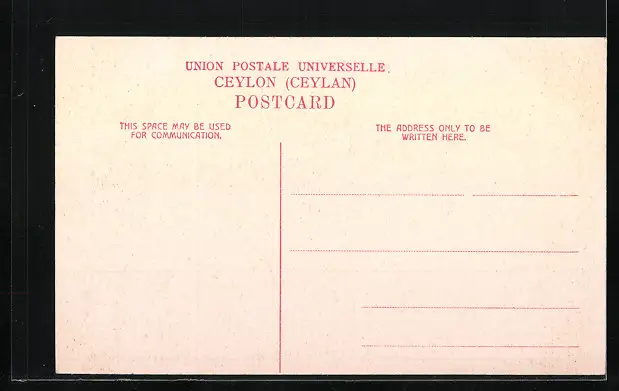 UNION POSTALE UNIVERSELLE.
CEYLON (CEYLAN)
POSTCARD
THIS SPACE MAY BE USED
FOR COMMUNICATION.
THE ADDRESS ONLY TO BE
WRITTEN HERE.